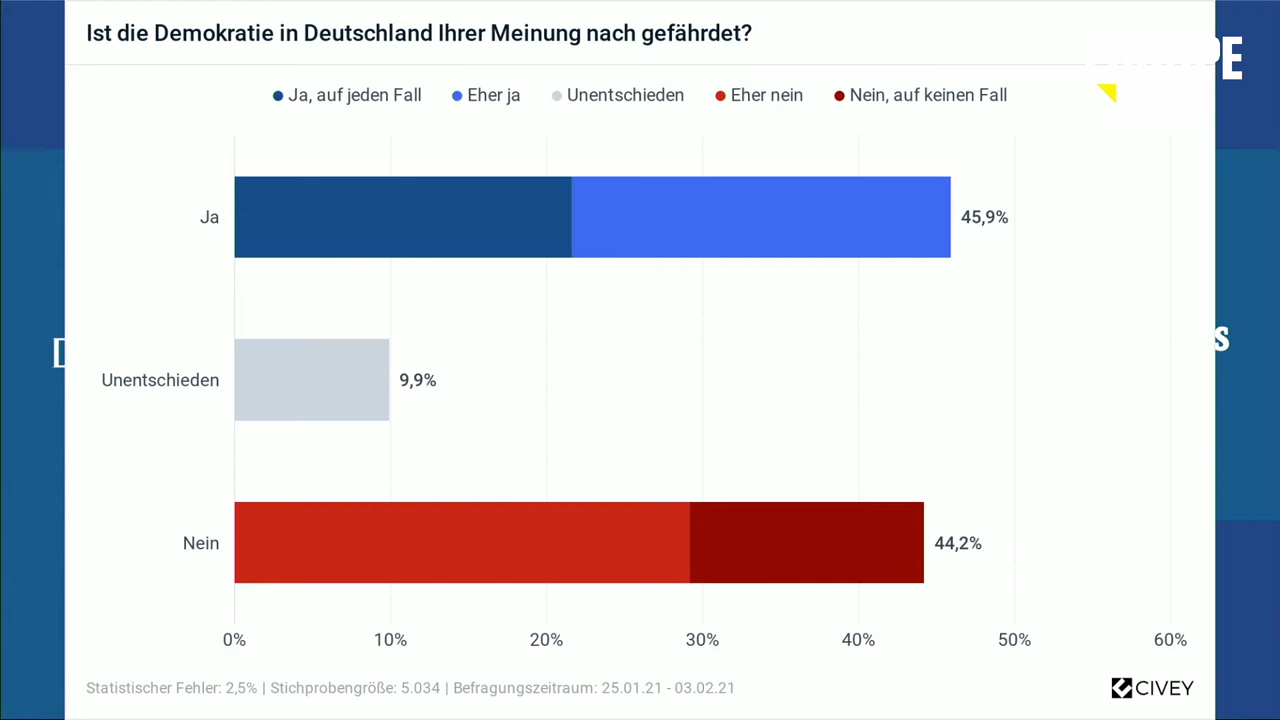 Ist die Demokratie in Deutschland Ihrer Meinung nach gefährdet?
Ja, auf jeden Fall Eher ja Unentschieden Eher nein Nein, auf keinen Fall
Ja 45,9%
Unentschieden 9,9%
Nein 44,2%
0% 10% 20% 30% 40% 50% 60%
Statistischer Fehler: 2,5% | Stichprobengröße: 5.034 | Befragungszeitraum: 25.01.21 - 03.02.21
CIVEY